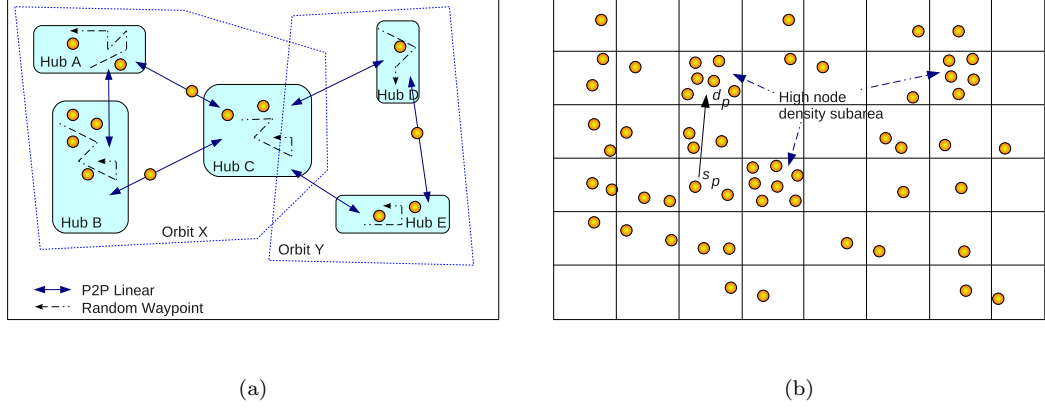 Hub A
Hub B
Hub C
Hub D
Hub E
Orbit X
Orbit Y
P2P Linear
Random Waypoint
(a)
High node
density subarea
d p
s p
(b)